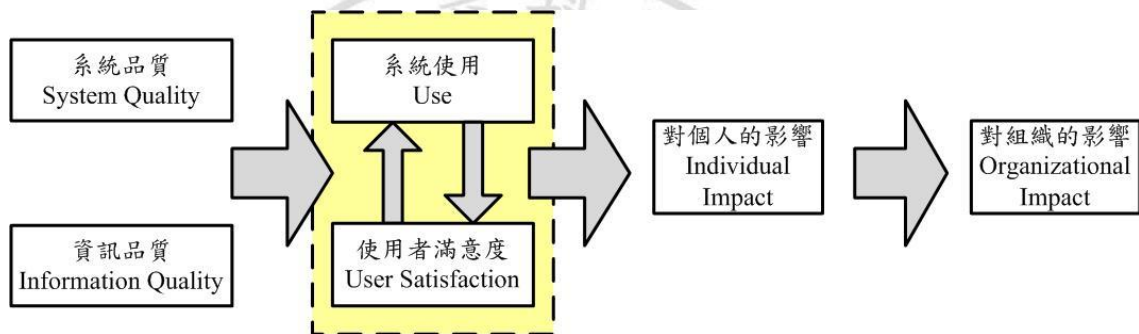 系統品質
System Quality
資訊品質
Information Quality
系統使用
Use
使用者滿意度
User Satisfaction
對個人的影響
Individual
Impact
對組織的影響
Organizational
Impact